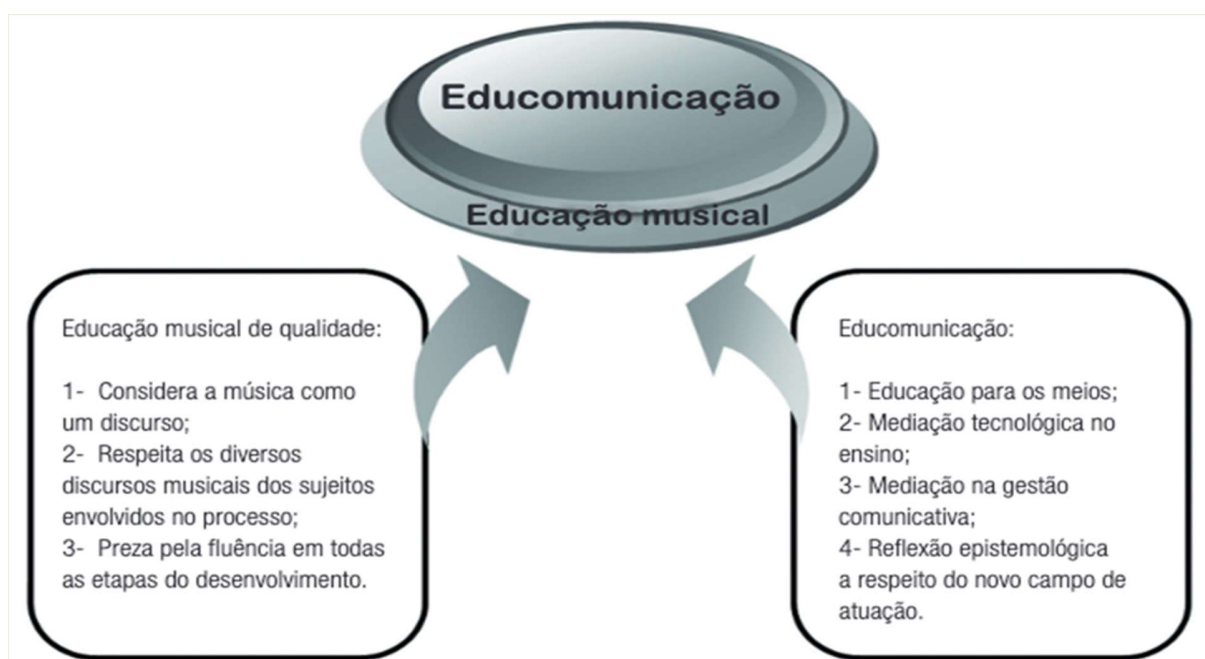 Educomunicação
Educação musical
Educação musical de qualidade:
1- Considera a música como
um discurso;
2- Respeita os diversos
discursos musicais dos sujeitos
envolvidos no processo;
3- Preza pela fluência em todas
as etapas do desenvolvimento.
Educomunicação:
1- Educação para os meios;
2- Mediação tecnológica no
ensino;
3- Mediação na gestão
comunicativa;
4- Reflexão epistemológica
a respeito do novo campo de
atuação.